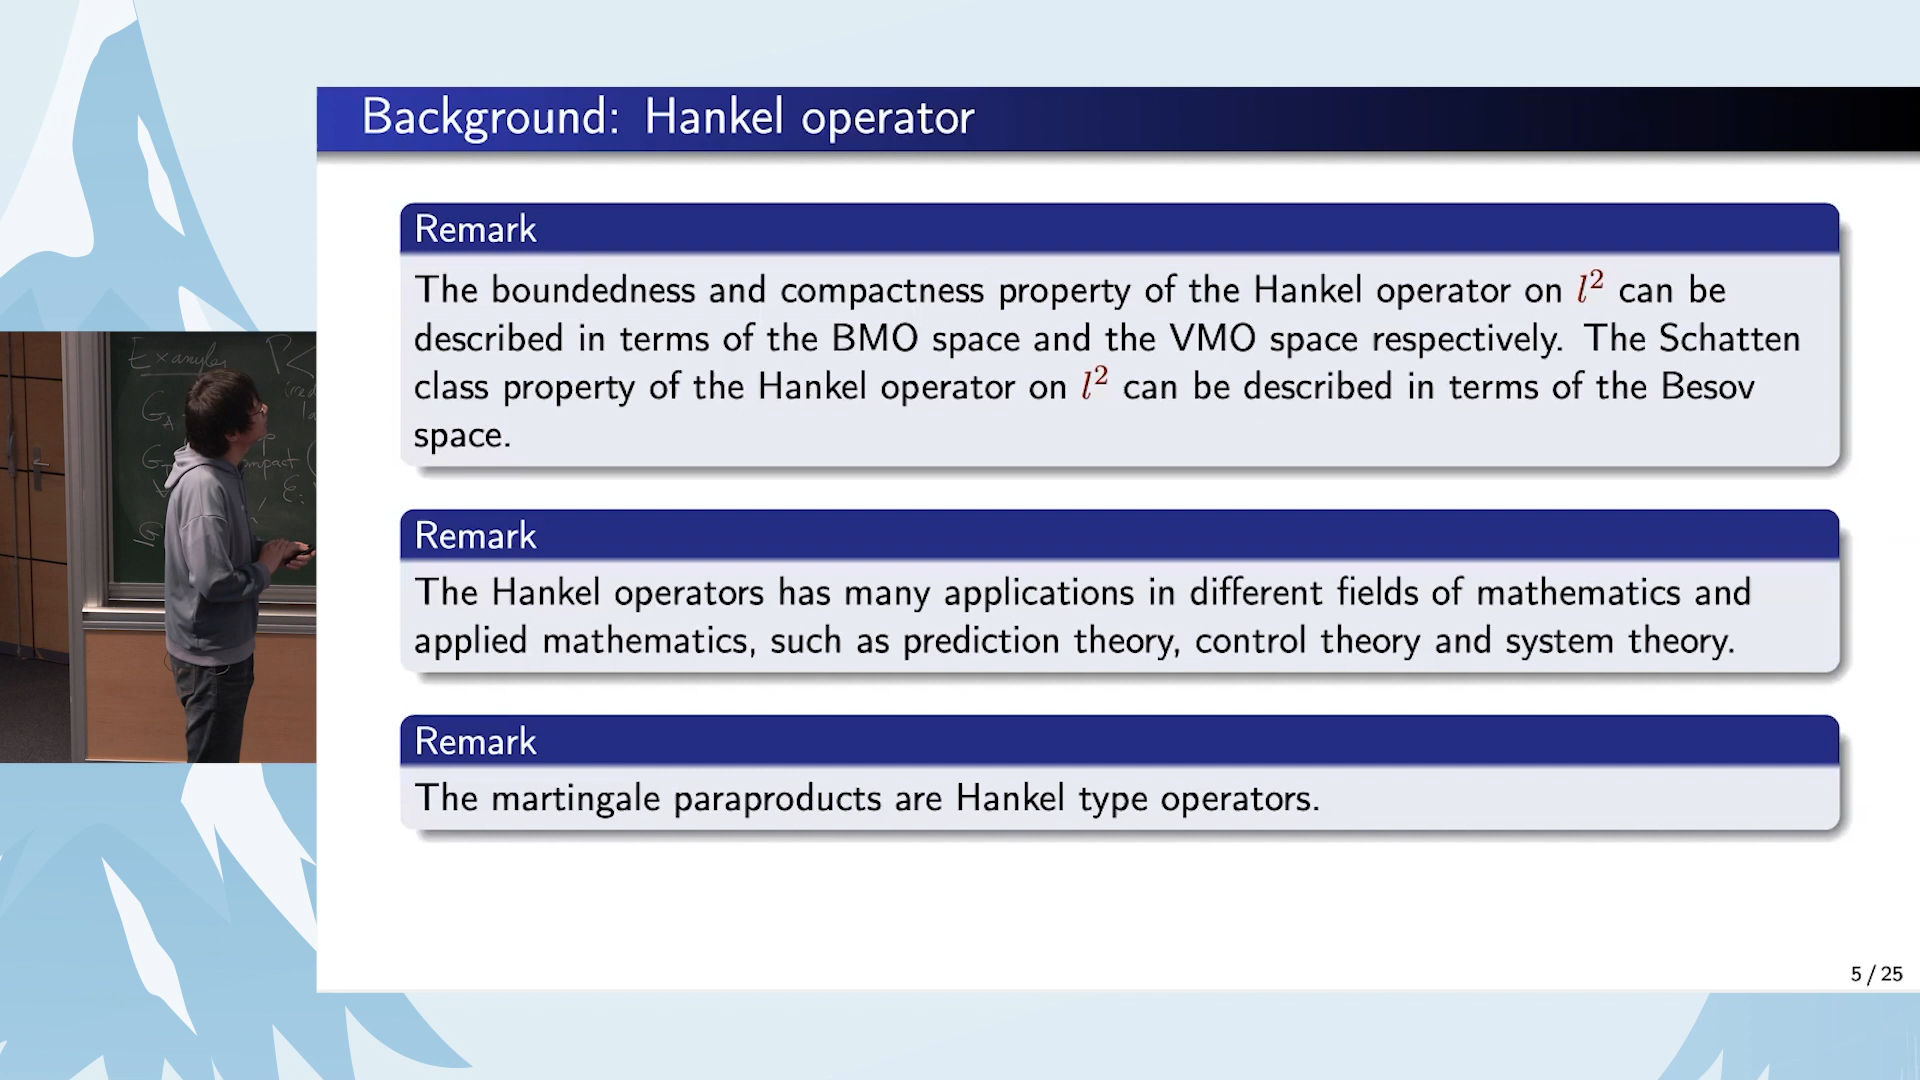 Background: Hankel operator
Remark
The boundedness and compactness property of the Hankel operator on l² can be
described in terms of the BMO space and the VMO space respectively. The Schatten
class property of the Hankel operator on l² can be described in terms of the Besov
space.
Remark
The Hankel operators has many applications in different fields of mathematics and
applied mathematics, such as prediction theory, control theory and system theory.
Remark
The martingale paraproducts are Hankel type operators.
5 / 25
Examples